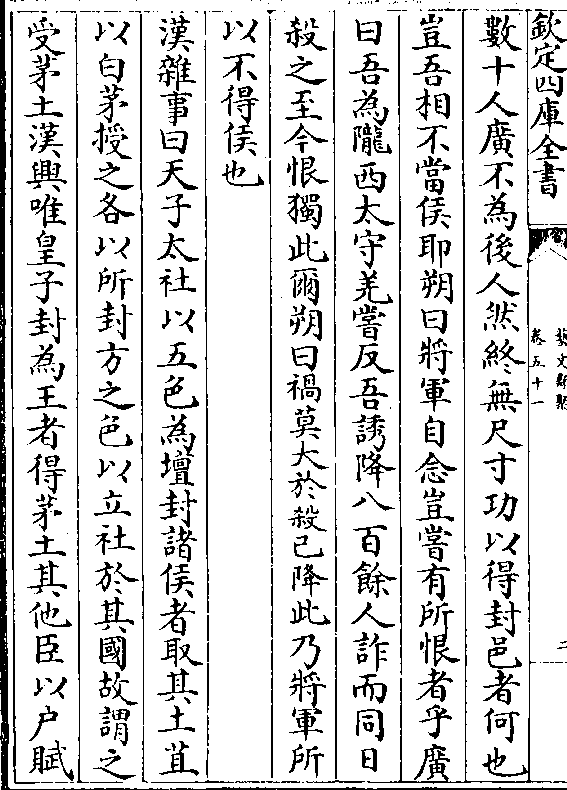 欽定四庫全書
藝文類聚
卷五十一
二
數十人廣不為後人然終無尺寸功以得封邑者何也
豈吾相不當侯耶朔曰將軍自念豈嘗有所恨者乎廣
曰吾為隴西太守羌嘗反吾誘降八百餘人詐而同日
殺之至今恨獨此爾朔曰禍莫大於殺已降此乃將軍所
以不得侯也
漢雜事曰天子太社以五色為壇封諸侯者取其土苴
以白茅授之各以所封方之色以立社於其國故謂之
受茅土漢興唯皇子封為王者得茅土其他臣以户賦